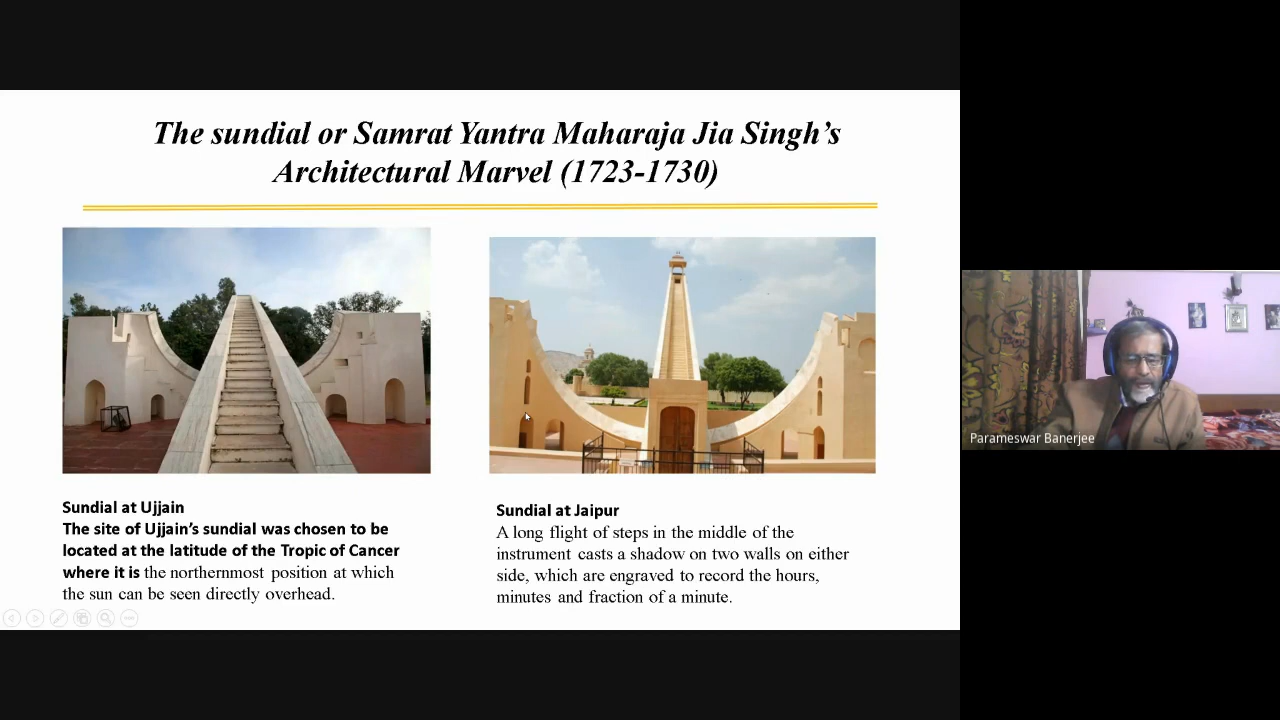 The sundial or Samrat Yantra Maharaja Jia Singh's
Architectural Marvel (1723-1730)
Sundial at Ujjain
The site of Ujjain's sundial was chosen to be
located at the latitude of the Tropic of Cancer
where it is the northernmost position at which
the sun can be seen directly overhead.
Sundial at Jaipur
A long flight of steps in the middle of the
instrument casts a shadow on two walls on either
side, which are engraved to record the hours,
minutes and fraction of a minute.
Parameswar Banerjee